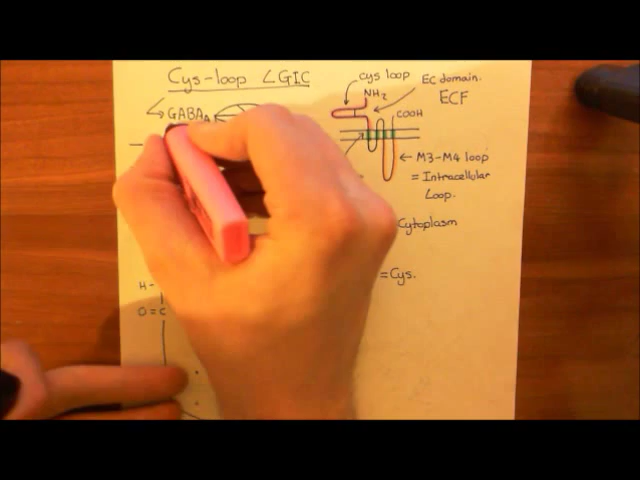 Cys-loop LGIC
GABAA
cys loop
NH2
EC domain.
ECF
COOH
← M3-M4 loop
= Intracellular
Loop.
Cytoplasm
= Cys.
H-
O=C